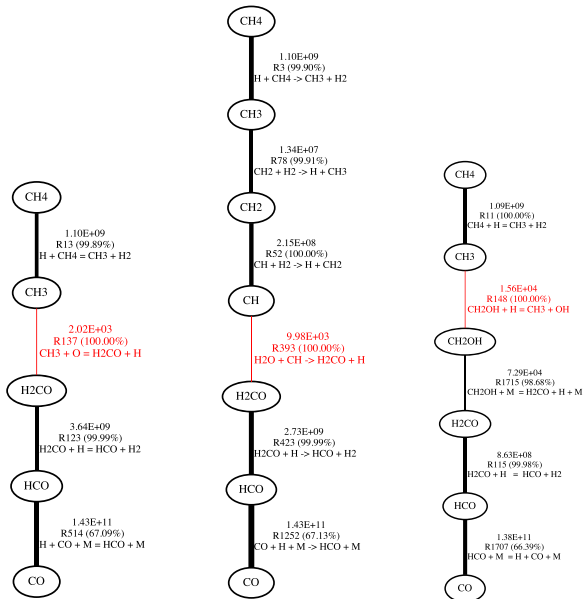 CH4
1.10E+09
R13 (99.89%)
H + CH4 = CH3 + H2
CH3
2.02E+03
R137 (100.00%)
CH3 + O = H2CO + H
H2CO
3.64E+09
R123 (99.99%)
H2CO + H = HCO + H2
HCO
1.43E+11
R514 (67.09%)
H + CO + M = HCO + M
CO
CH4
1.10E+09
R3 (99.90%)
H + CH4 -> CH3 + H2
CH3
1.34E+07
R78 (99.91%)
CH2 + H2 -> H + CH3
CH2
2.15E+08
R52 (100.00%)
CH + H2 -> H + CH2
CH
9.98E+03
R393 (100.00%)
H2O + CH -> H2CO + H
H2CO
2.73E+09
R423 (99.99%)
H2CO + H -> HCO + H2
HCO
1.43E+11
R1252 (67.13%)
CO + H + M -> HCO + M
CO
CH4
1.09E+09
R11 (100.00%)
CH4 + H = CH3 + H2
CH3
1.56E+04
R148 (100.00%)
CH2OH + H = CH3 + OH
CH2OH
7.29E+04
R1715 (98.68%)
CH2OH + M = H2CO + H + M
H2CO
8.63E+08
R115 (99.98%)
H2CO + H = HCO + H2
HCO
1.38E+11
R1707 (66.39%)
HCO + M = H + CO + M
CO